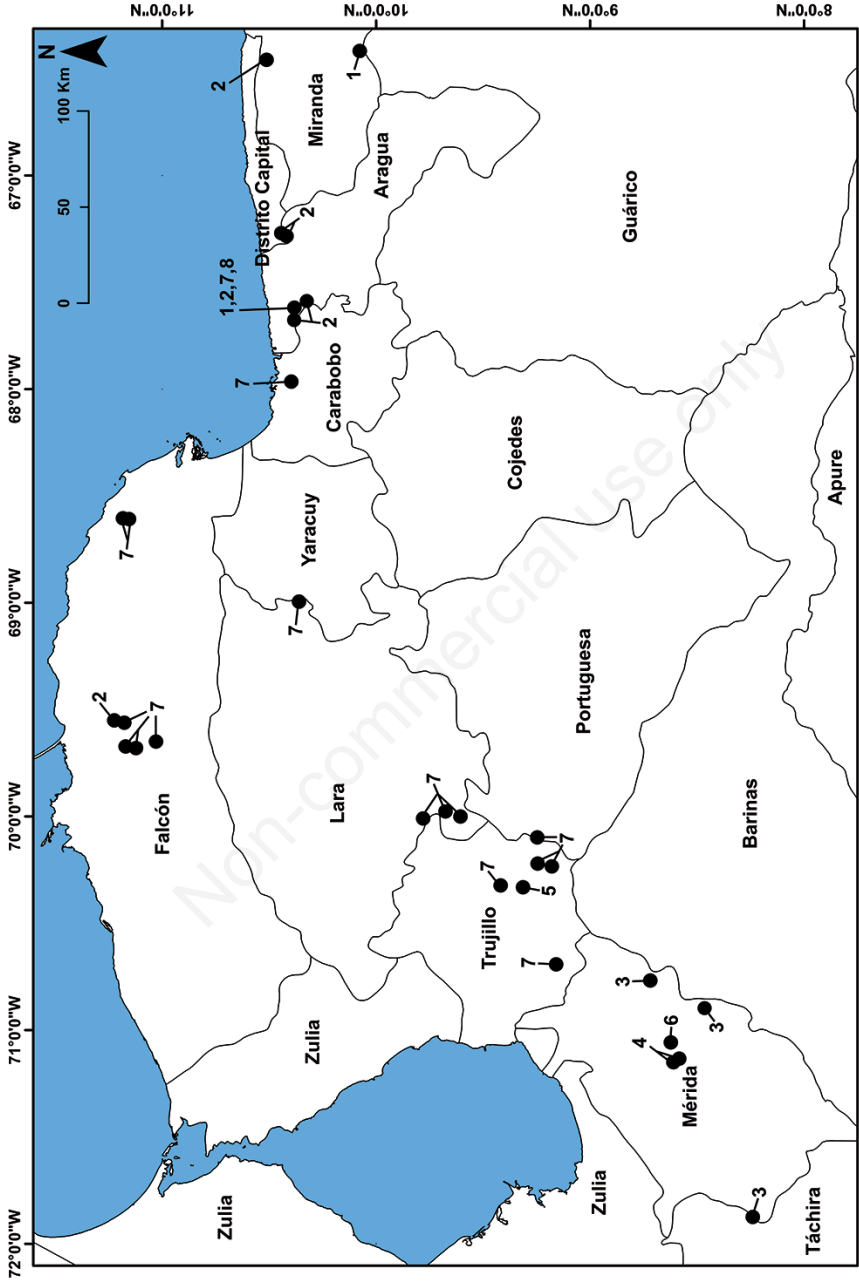 72°0'0"W
71°0'0"W
70°0'0"W
69°0'0"W
68°0'0"W
67°0'0"W
N
0 50 100 Km
2
7
7
Falcón
11°0'0"N
2
Zulia
1,2,7,8
7
Distrito Capital
7
2
Yaracuy
Zulia
Miranda
2
Carabobo
Lara
1
Aragua
10°0'0"N
7
7
Trujillo
Cojedes
7
5
7
Portuguesa
9°0'0"N
Zulia
3
Guárico
4
6
Mérida
3
Barinas
3
8°0'0"N
Táchira
Apure
Non-commercial use only